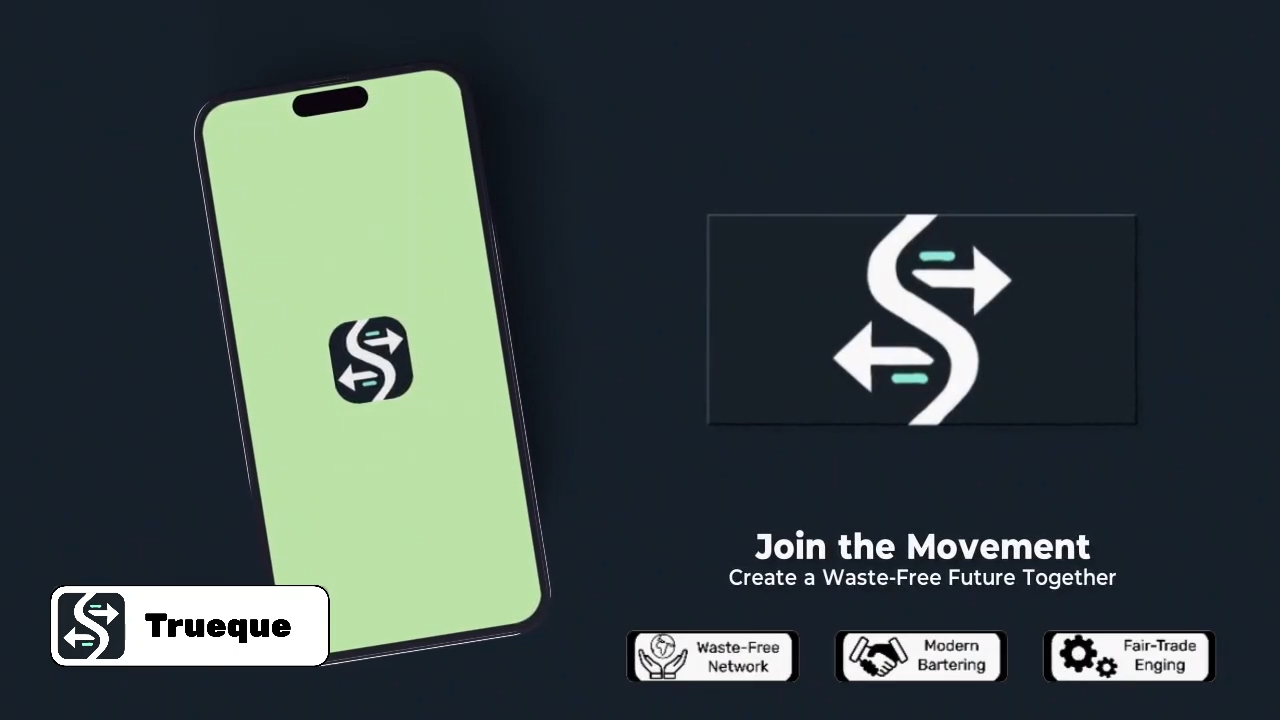 Join the Movement
Create a Waste-Free Future Together
Trueque
Waste-Free
Network
Modern
Bartering
Fair-Trade
Enging